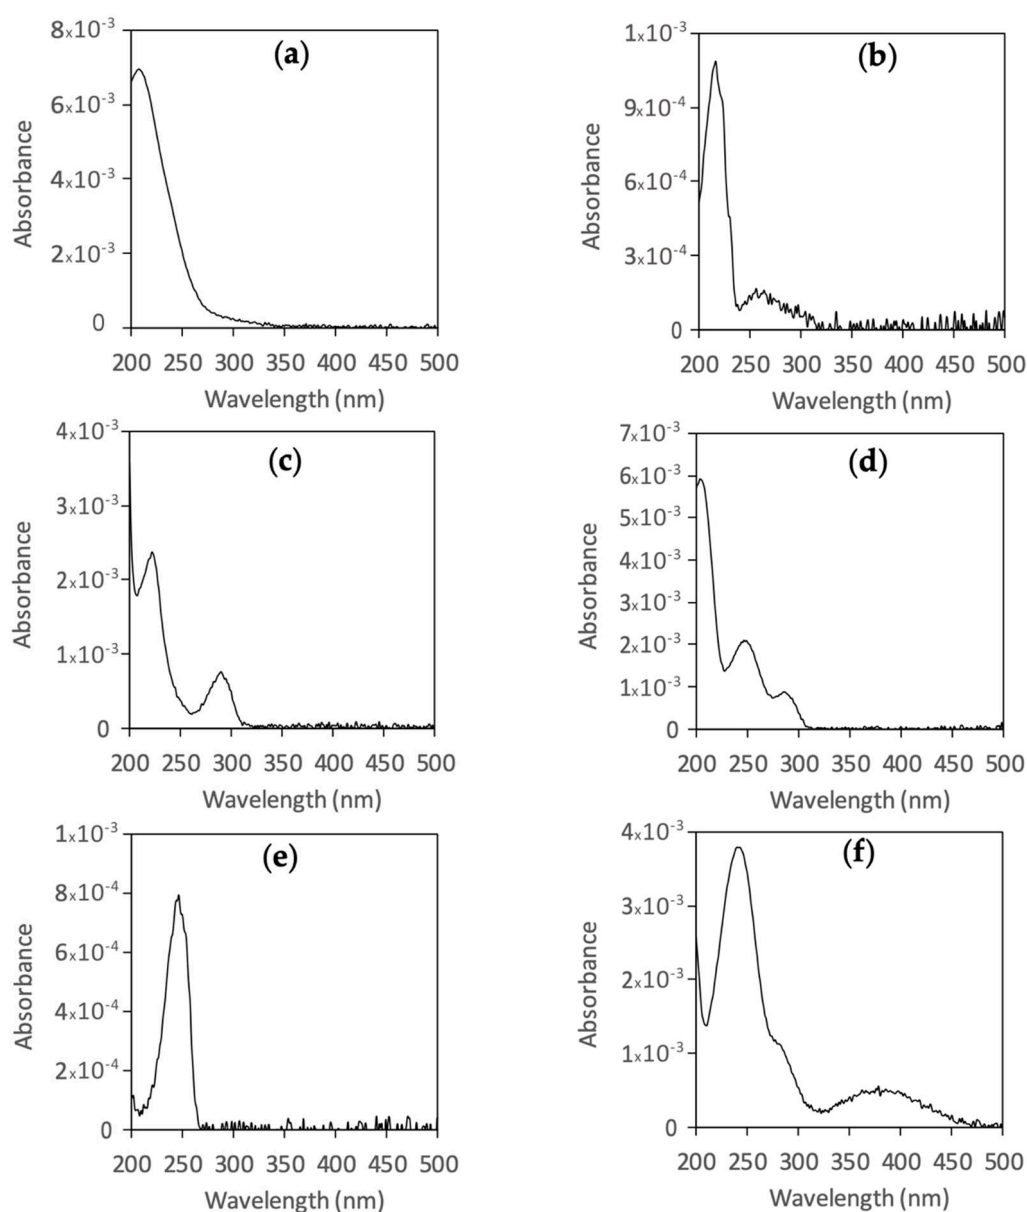 (a)
8x10⁻³
6x10⁻³
4x10⁻³
2x10⁻³
0
200 250 300 350 400 450 500
Absorbance
Wavelength (nm)
(b)
1x10⁻³
9x10⁻⁴
6x10⁻⁴
3x10⁻⁴
0
200 250 300 350 400 450 500
Absorbance
Wavelength (nm)
(c)
4x10⁻³
3x10⁻³
2x10⁻³
1x10⁻³
0
200 250 300 350 400 450 500
Absorbance
Wavelength (nm)
(d)
7x10⁻³
6x10⁻³
5x10⁻³
4x10⁻³
3x10⁻³
2x10⁻³
1x10⁻³
0
200 250 300 350 400 450 500
Absorbance
Wavelength (nm)
(e)
1x10⁻³
8x10⁻⁴
6x10⁻⁴
4x10⁻⁴
2x10⁻⁴
0
200 250 300 350 400 450 500
Absorbance
Wavelength (nm)
(f)
4x10⁻³
3x10⁻³
2x10⁻³
1x10⁻³
0
200 250 300 350 400 450 500
Absorbance
Wavelength (nm)